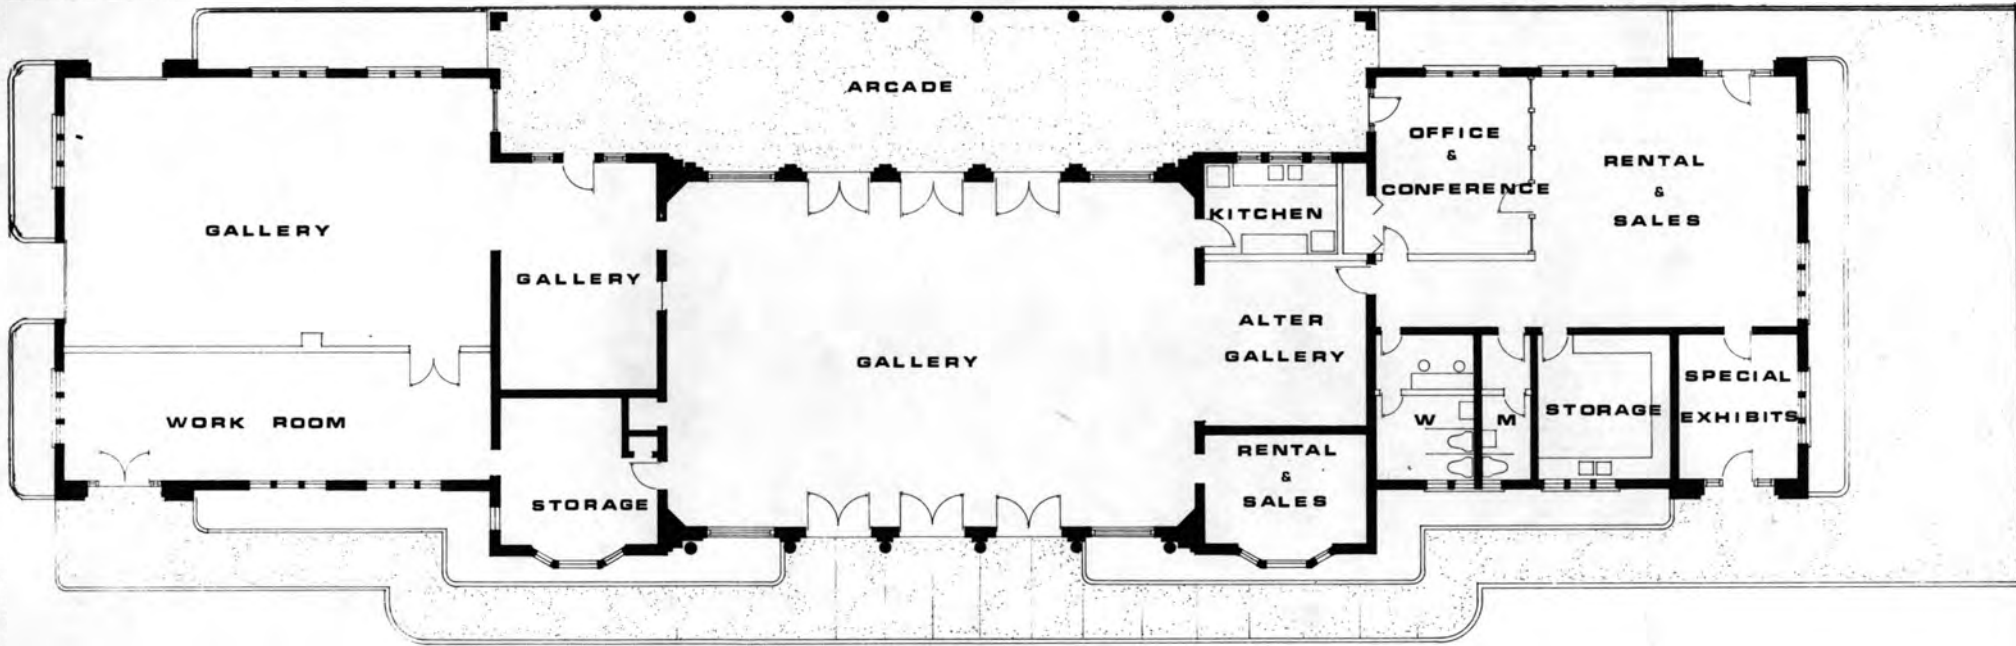 ARCADE
OFFICE
&
CONFERENCE
RENTAL
&
SALES
GALLERY
KITCHEN
GALLERY
ALTER
GALLERY
GALLERY
SPECIAL
EXHIBITS
WORK ROOM
W
M
STORAGE
RENTAL
&
SALES
STORAGE